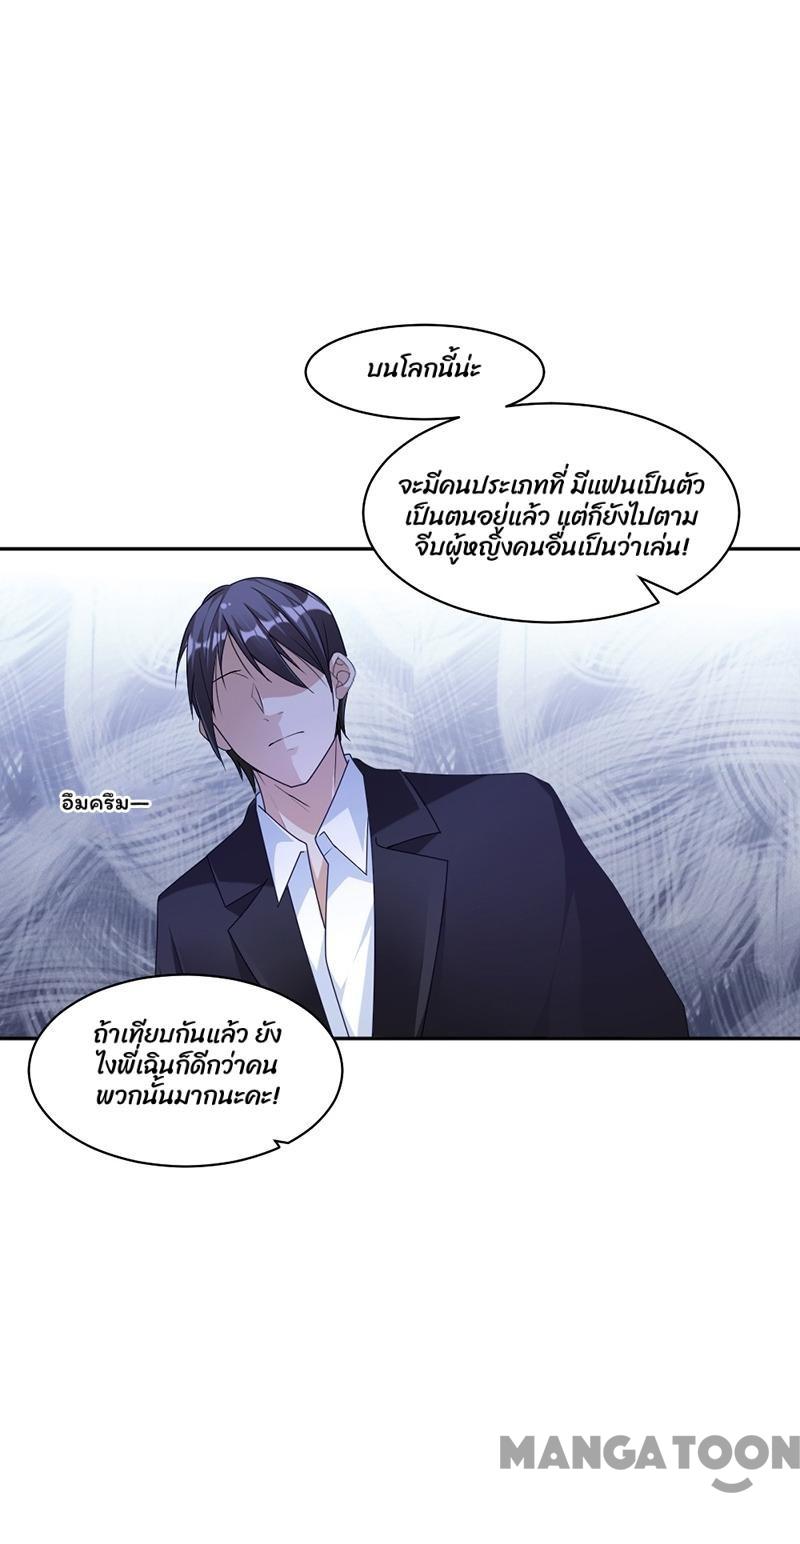 บนโลกนี้น่ะ
จะมีคนประเภทที่ มีแฟนเป็นตัว
เป็นตนอยู่แล้ว แต่ก็ยังไปตาม
จีบผู้หญิงคนอื่นเป็นว่าเล่น!
อึมครึม—
ถ้าเทียบกันแล้ว ยัง
ไงพี่เฉินก็ดีกว่าคน
พวกนั้นมากนะคะ!
MANGATOON